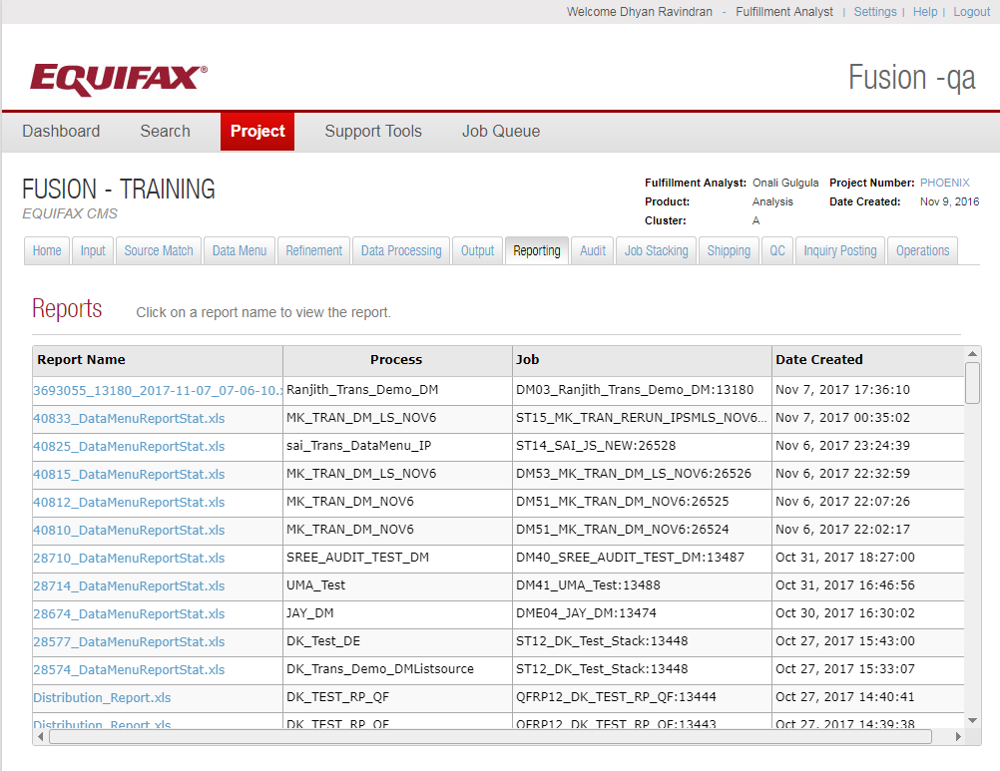 Welcome Dhyan Ravindran - Fulfillment Analyst | Settings | Help | Logout
EQUIFAX®
Fusion -qa
Dashboard Search Project Support Tools Job Queue
FUSION - TRAINING
EQUIFAX CMS
Fulfillment Analyst: Onali Gulgula Project Number: PHOENIX
Product: Analysis Date Created: Nov 9, 2016
Cluster: A
Home Input Source Match Data Menu Refinement Data Processing Output Reporting Audit Job Stacking Shipping QC Inquiry Posting Operations
Reports Click on a report name to view the report.
Report Name Process Job Date Created
3693055_13180_2017-11-07_07-06-10. Ranjith_Trans_Demo_DM DM03_Ranjith_Trans_Demo_DM:13180 Nov 7, 2017 17:36:10
40833_DataMenuReportStat.xls MK_TRAN_DM_LS_NOV6 ST15_MK_TRAN_RERUN_IPSMLS_NOV6... Nov 7, 2017 00:35:02
40825_DataMenuReportStat.xls sai_Trans_DataMenu_IP ST14_SAI_JS_NEW:26528 Nov 6, 2017 23:24:39
40815_DataMenuReportStat.xls MK_TRAN_DM_LS_NOV6 DM53_MK_TRAN_DM_LS_NOV6:26526 Nov 6, 2017 22:32:59
40812_DataMenuReportStat.xls MK_TRAN_DM_NOV6 DM51_MK_TRAN_DM_NOV6:26525 Nov 6, 2017 22:07:26
40810_DataMenuReportStat.xls MK_TRAN_DM_NOV6 DM51_MK_TRAN_DM_NOV6:26524 Nov 6, 2017 22:02:17
28710_DataMenuReportStat.xls SREE_AUDIT_TEST_DM DM40_SREE_AUDIT_TEST_DM:13487 Oct 31, 2017 18:27:00
28714_DataMenuReportStat.xls UMA_Test DM41_UMA_Test:13488 Oct 31, 2017 16:46:56
28674_DataMenuReportStat.xls JAY_DM DME04_JAY_DM:13474 Oct 30, 2017 16:30:02
28577_DataMenuReportStat.xls DK_Test_DE ST12_DK_Test_Stack:13448 Oct 27, 2017 15:43:00
28574_DataMenuReportStat.xls DK_Trans_Demo_DMListsource ST12_DK_Test_Stack:13448 Oct 27, 2017 15:33:07
Distribution_Report.xls DK_TEST_RP_QF QFRP12_DK_TEST_RP_QF:13444 Oct 27, 2017 14:40:41
Distribution_Report.xls DK_TEST_RP_QF QFRP12_DK_TEST_RP_QF:13443 Oct 27, 2017 14:39:38